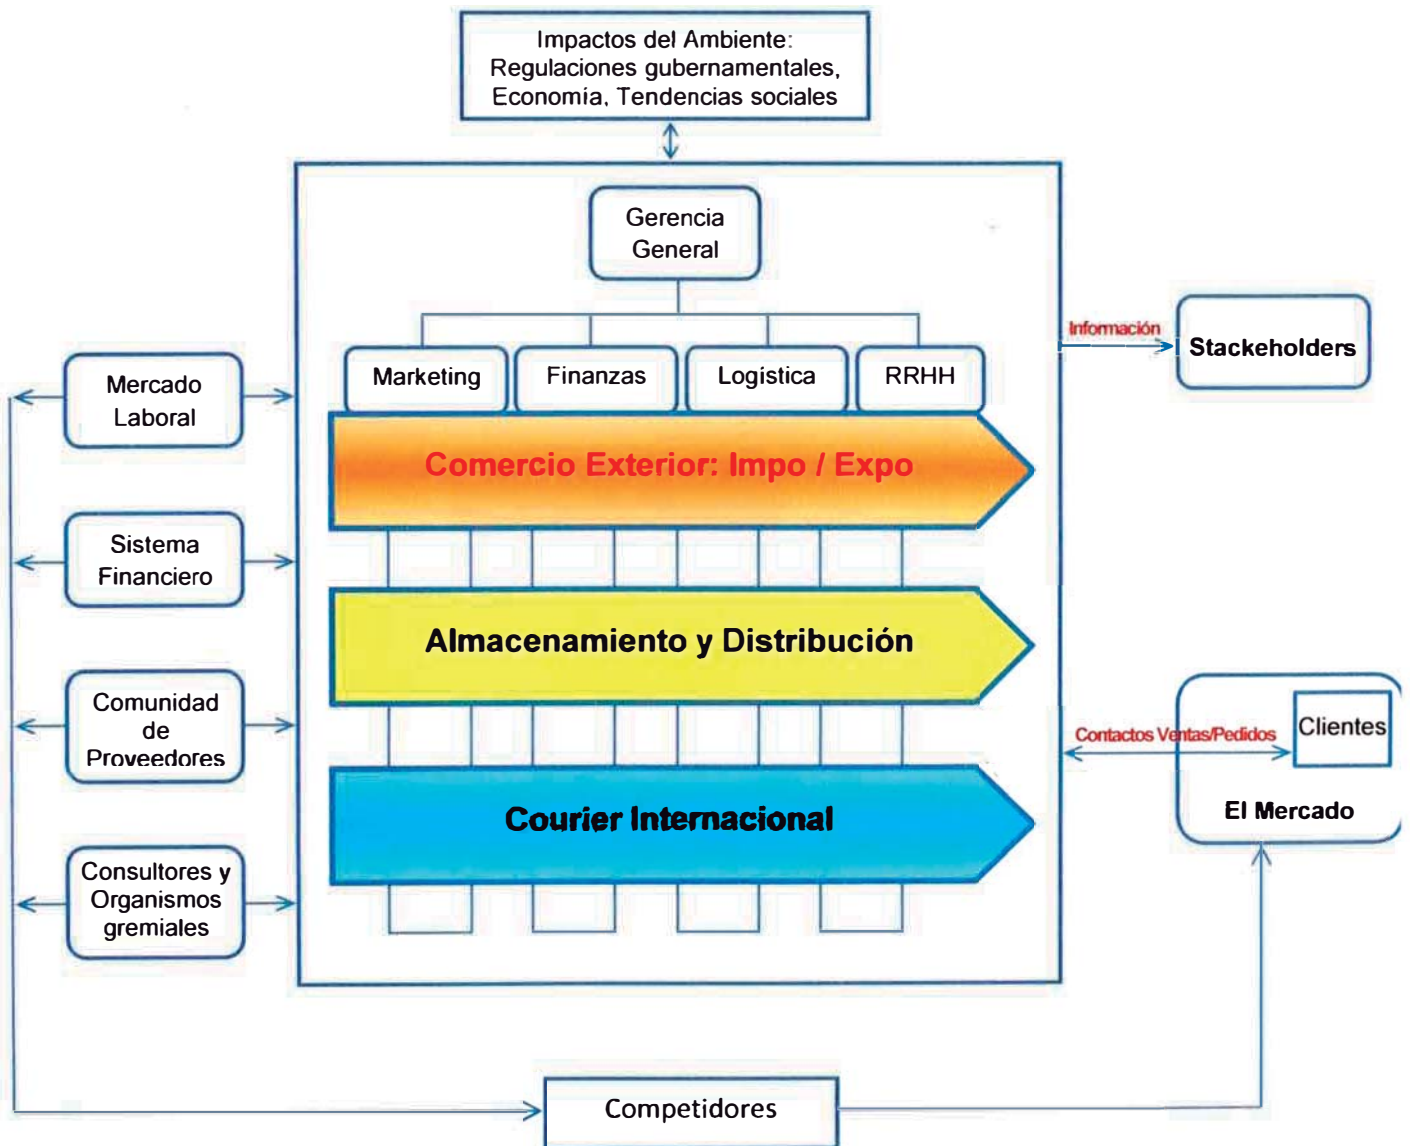 Impactos del Ambiente:
Regulaciones gubernamentales,
Economía, Tendencias sociales
Gerencia
General
Marketing
Finanzas
Logística
RRHH
Información
Stackeholders
Mercado
Laboral
Comercio Exterior: Impo / Expo
Sistema
Financiero
Almacenamiento y Distribución
Comunidad
de
Proveedores
Contactos Ventas/Pedidos
Clientes
El Mercado
Courier Internacional
Consultores y
Organismos
gremiales
Competidores